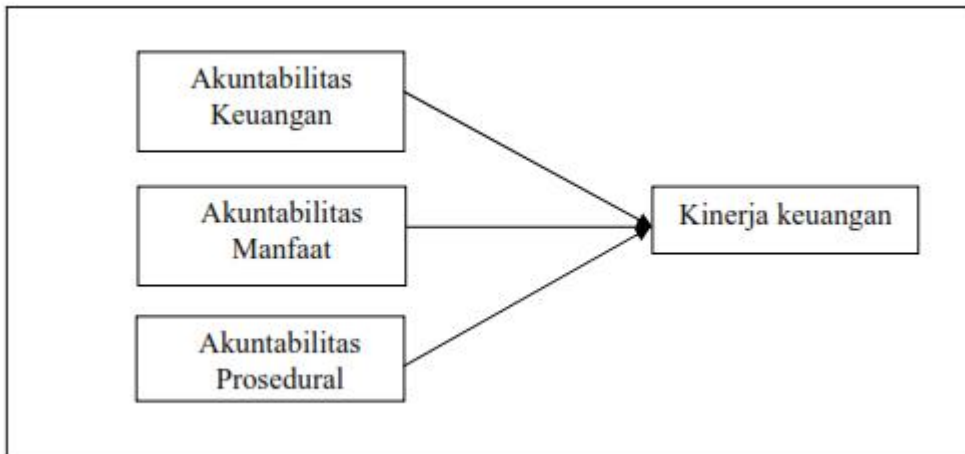 Akuntabilitas
Keuangan
Akuntabilitas
Manfaat
Kinerja keuangan
Akuntabilitas
Prosedural